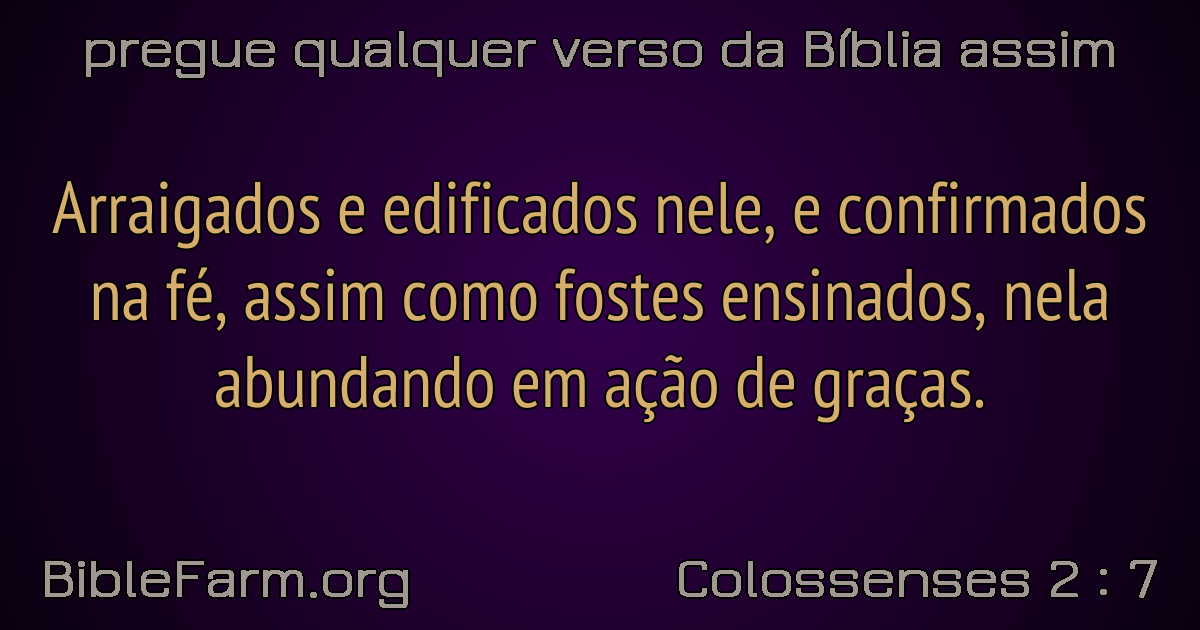 pregue qualquer verso da Bíblia assim
Arraigados e edificados nele, e confirmados
na fé, assim como fostes ensinados, nela
abundando em ação de graças.
BibleFarm.org
Colossenses 2 : 7